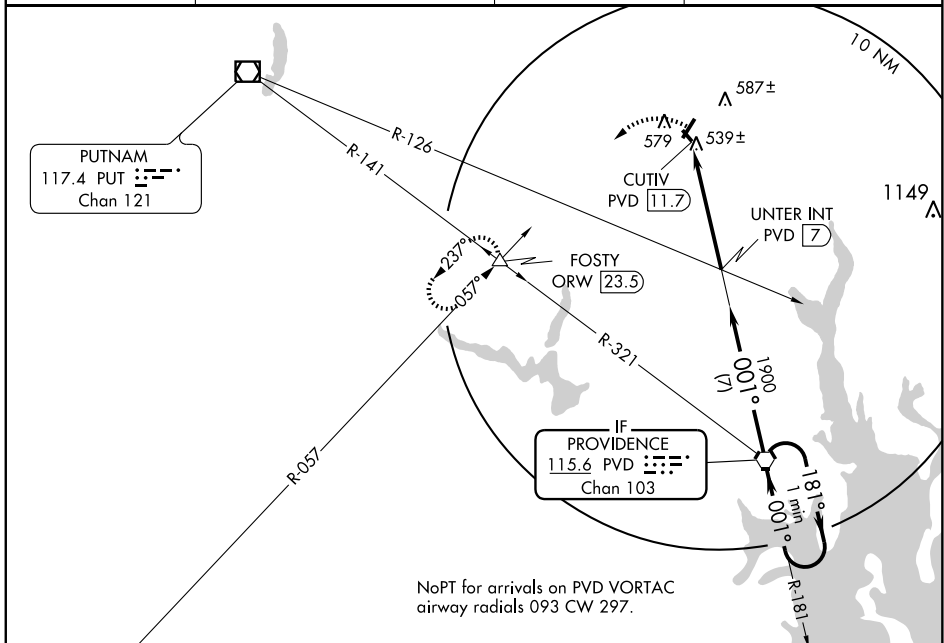 10 NM
587±
579
539±
R-126
R-141
PUTNAM
117.4 PUT
Chan 121
CUTIV
PVD 11.7
1149
UNTER INT
PVD 7
237°
057°
FOSTY
ORW 23.5
R-321
1900
001°
(7)
R-057
IF
PROVIDENCE
115.6 PVD
Chan 103
181°
1 min
001°
R-181
NoPT for arrivals on PVD VORTAC
airway radials 093 CW 297.